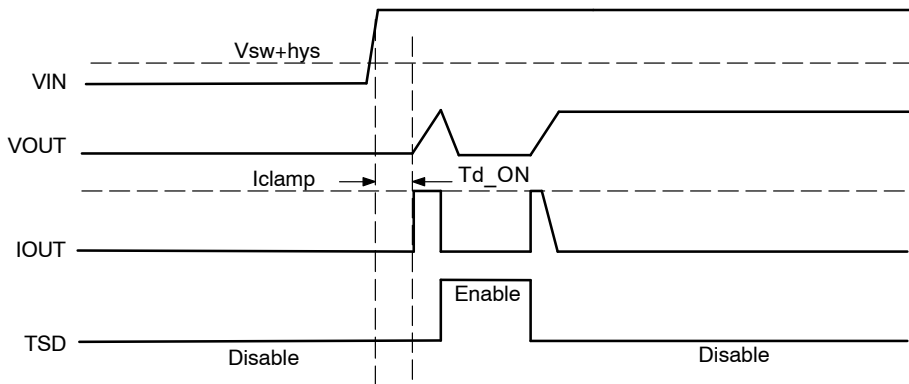 Vsw+hys
VIN
VOUT
Iclamp
Td_ON
IOUT
Enable
TSD
Disable
Disable